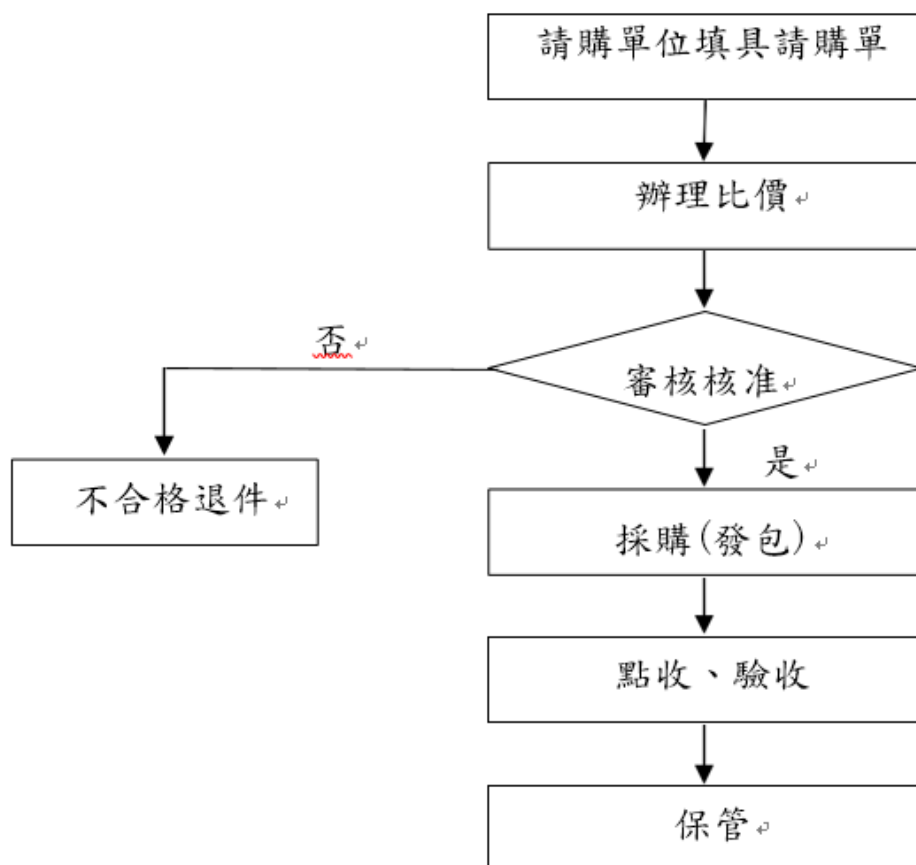 請購單位填具請購單
辦理比價
否
審核核准
是
不合格退件
採購(發包)
點收、驗收
保管